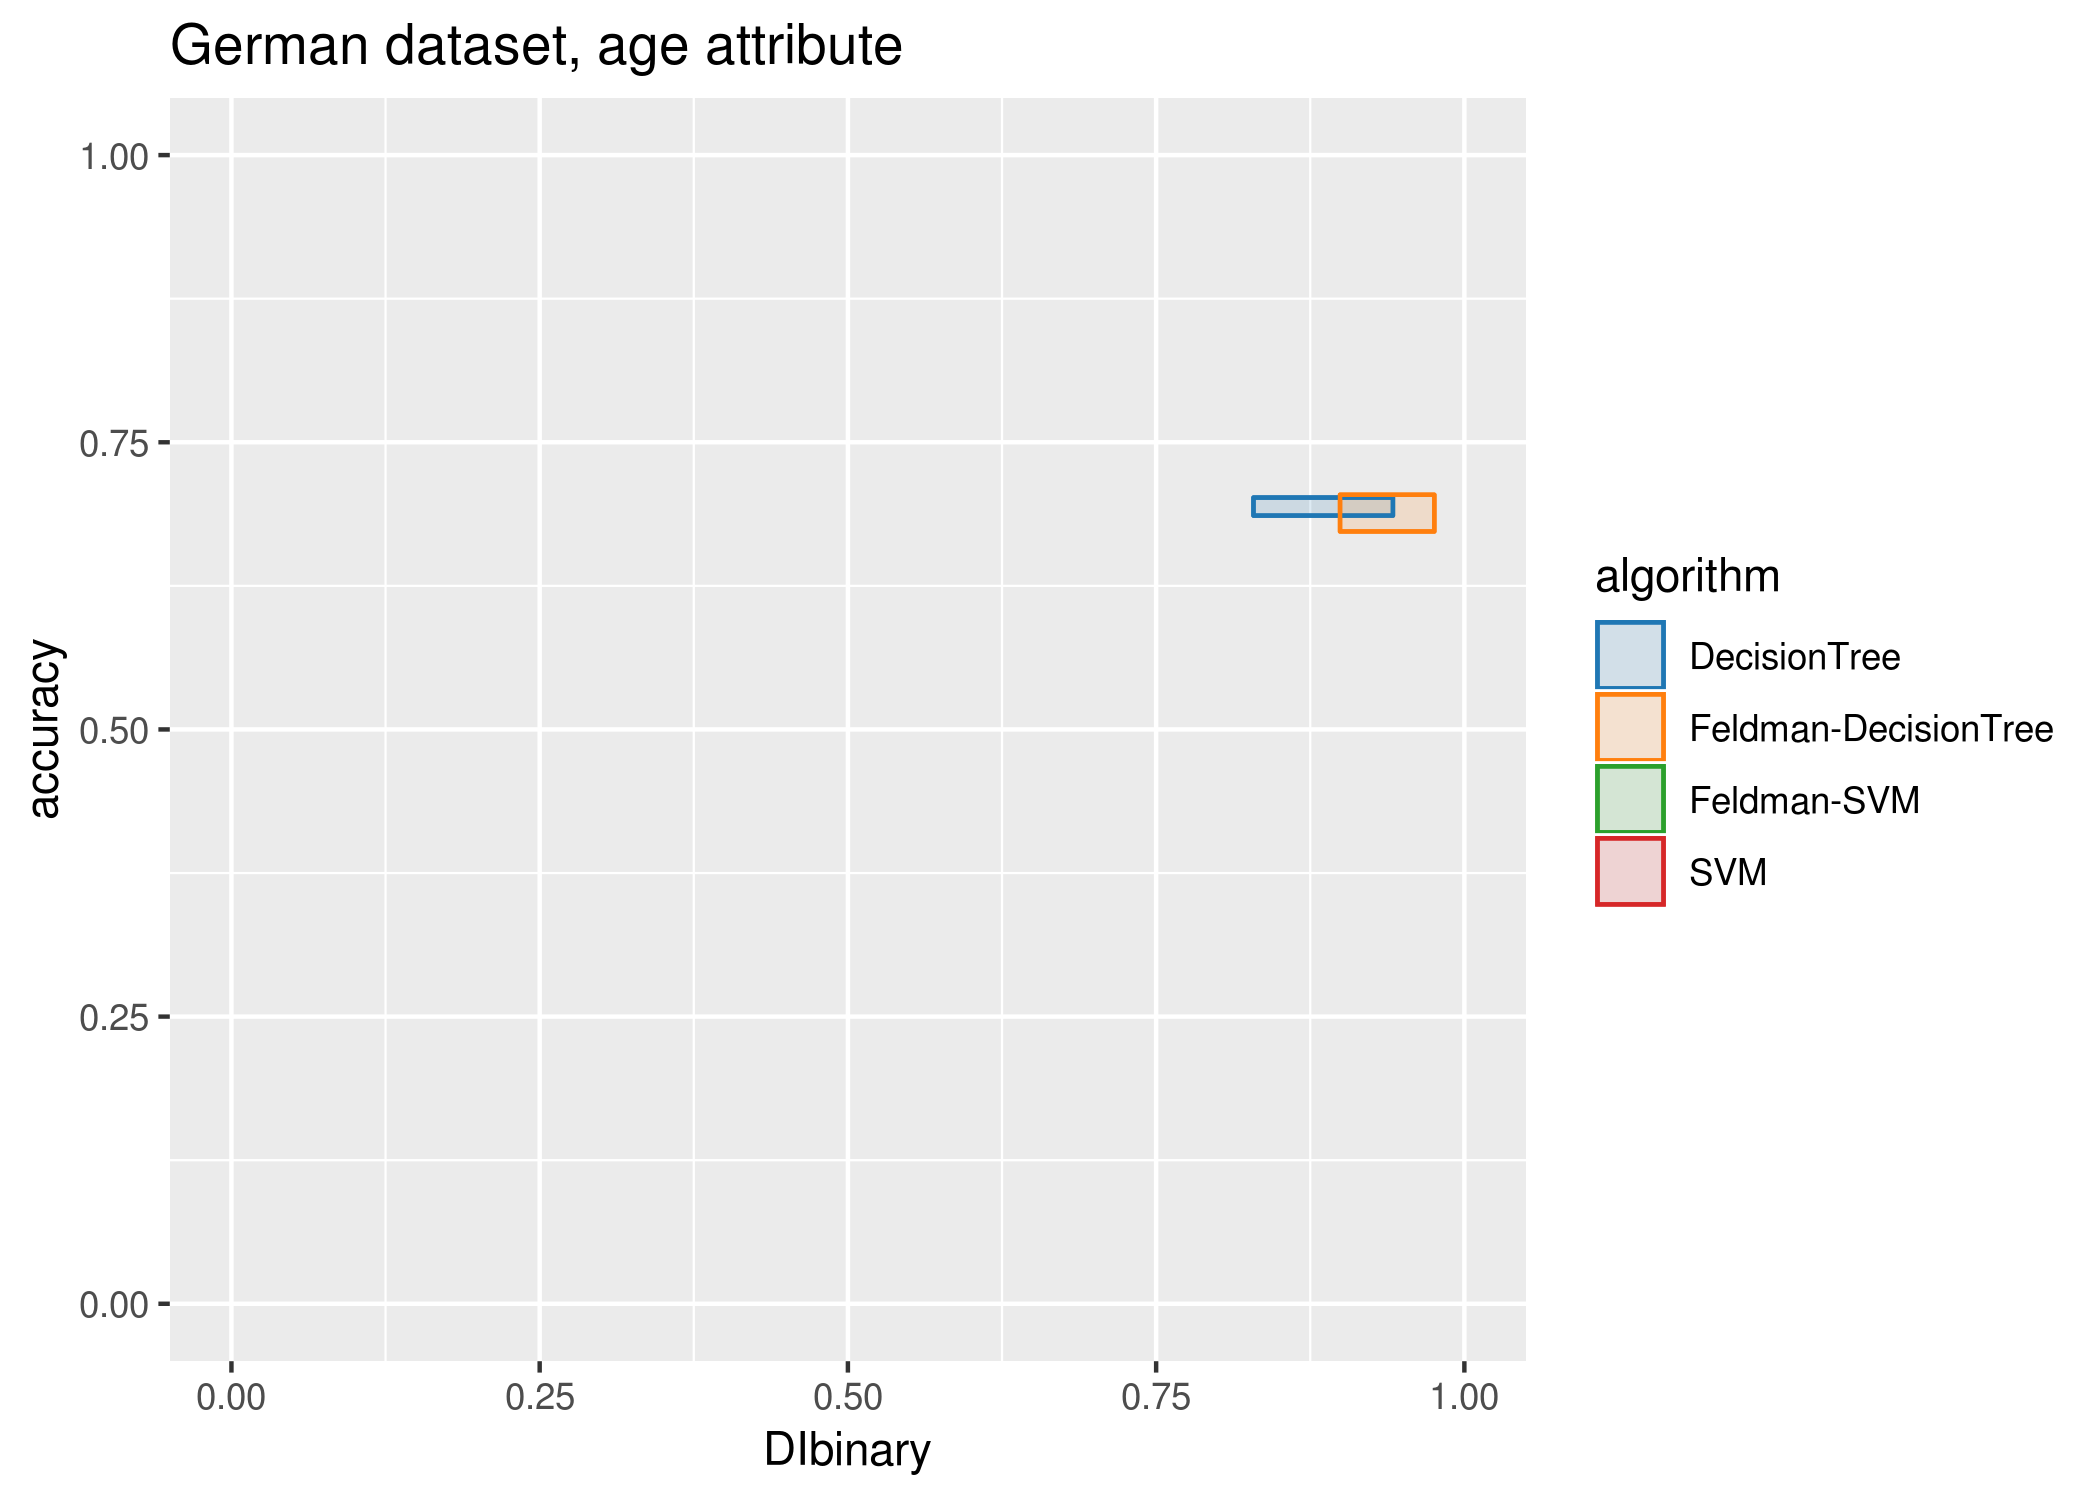 German dataset, age attribute
1.00
0.75
0.50
0.25
0.00
accuracy
0.00
0.25
0.50
0.75
1.00
DIbinary
algorithm
DecisionTree
Feldman-DecisionTree
Feldman-SVM
SVM